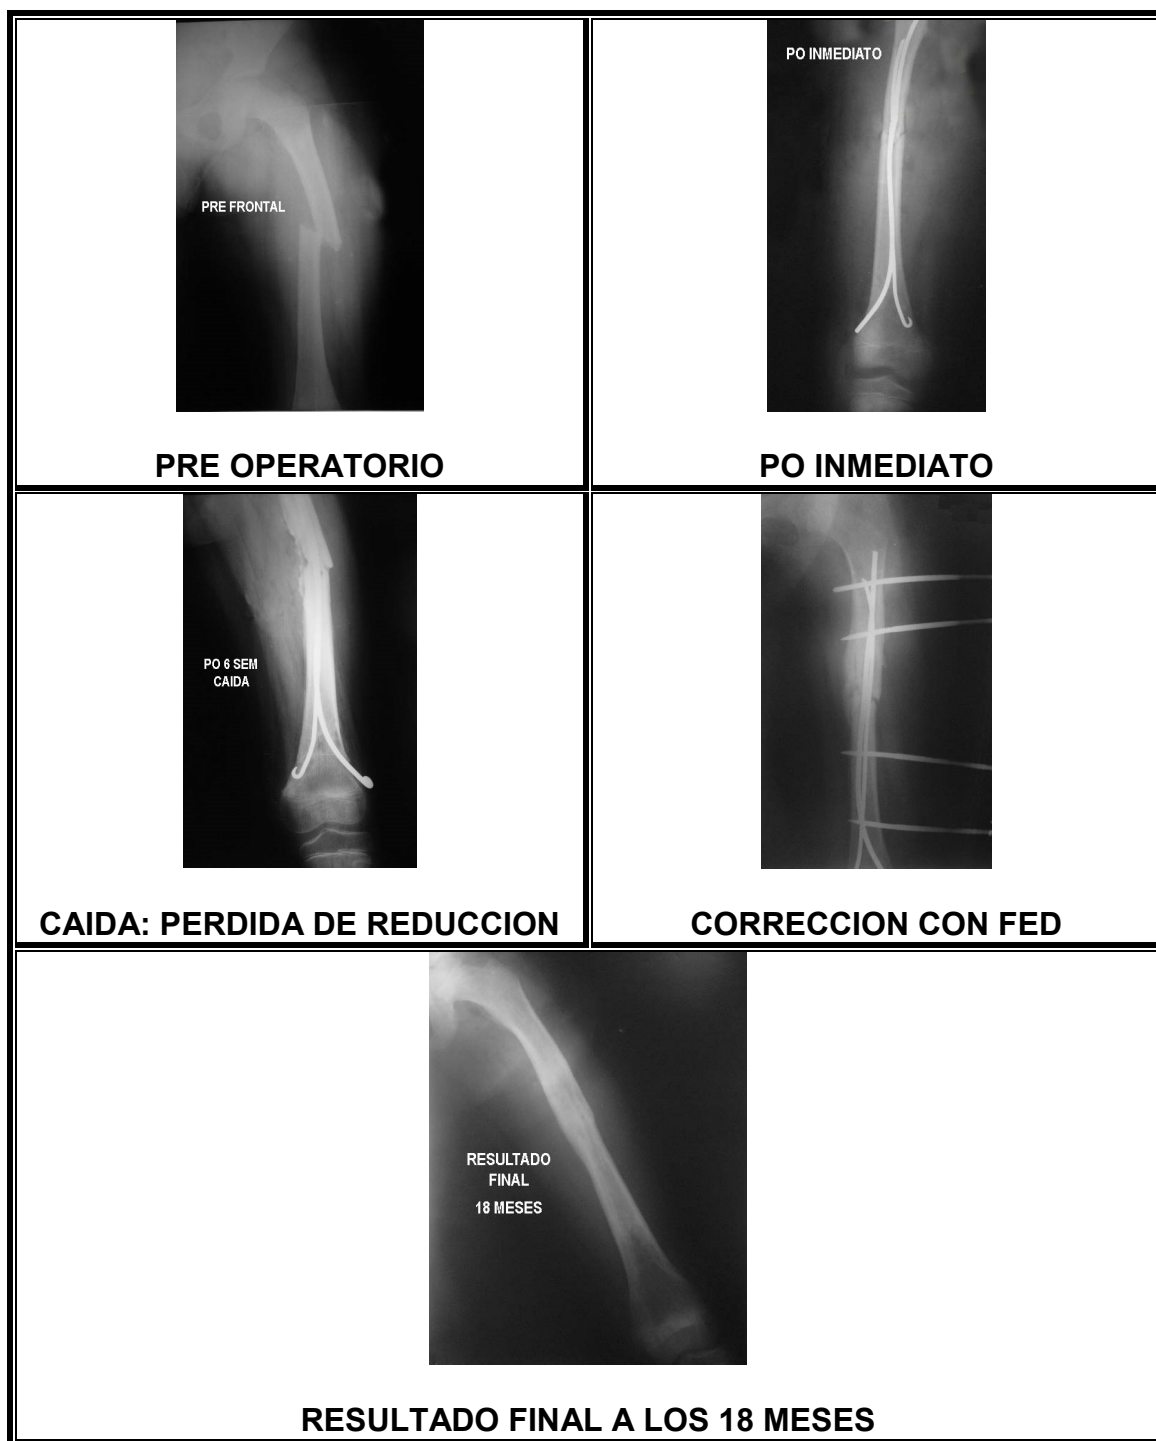 PRE FRONTAL
PRE OPERATORIO
PO INMEDIATO
PO INMEDIATO
PO 6 SEM
CAIDA
CAIDA: PERDIDA DE REDUCCION
CORRECCION CON FED
RESULTADO
FINAL
18 MESES
RESULTADO FINAL A LOS 18 MESES